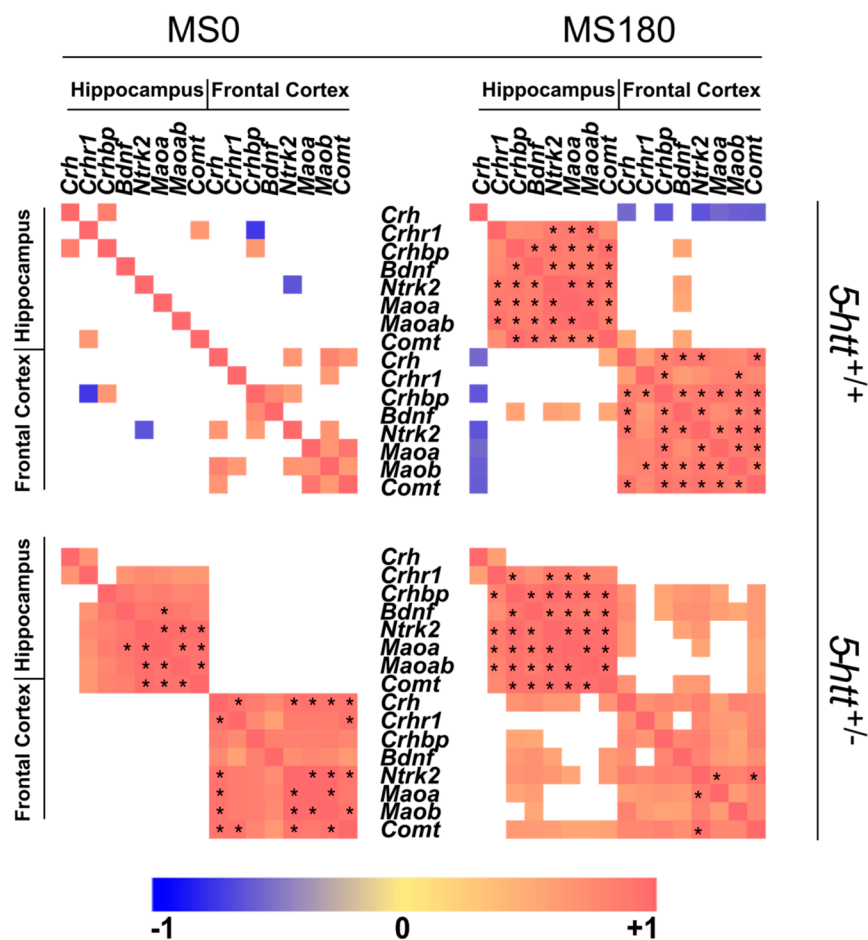 MS0 MS180
Hippocampus Frontal Cortex Hippocampus Frontal Cortex
Crh Crhr1 Crhbp Bdnf Ntrk2 Maoa Maoab Comt Crh Crhr1 Crhbp Bdnf Ntrk2 Maoa Maob Comt
Crh Crhr1 Crhbp Bdnf Ntrk2 Maoa Maoab Comt Crh Crhr1 Crhbp Bdnf Ntrk2 Maoa Maob Comt
Hippocampus
Frontal Cortex
Crh
Crhr1
Crhbp
Bdnf
Ntrk2
Maoa
Maoab
Comt
Crh
Crhr1
Crhbp
Bdnf
Ntrk2
Maoa
Maob
Comt
5-htt+/+
Hippocampus
Frontal Cortex
Crh
Crhr1
Crhbp
Bdnf
Ntrk2
Maoa
Maoab
Comt
Crh
Crhr1
Crhbp
Bdnf
Ntrk2
Maoa
Maob
Comt
5-htt+/-
-1 0 +1